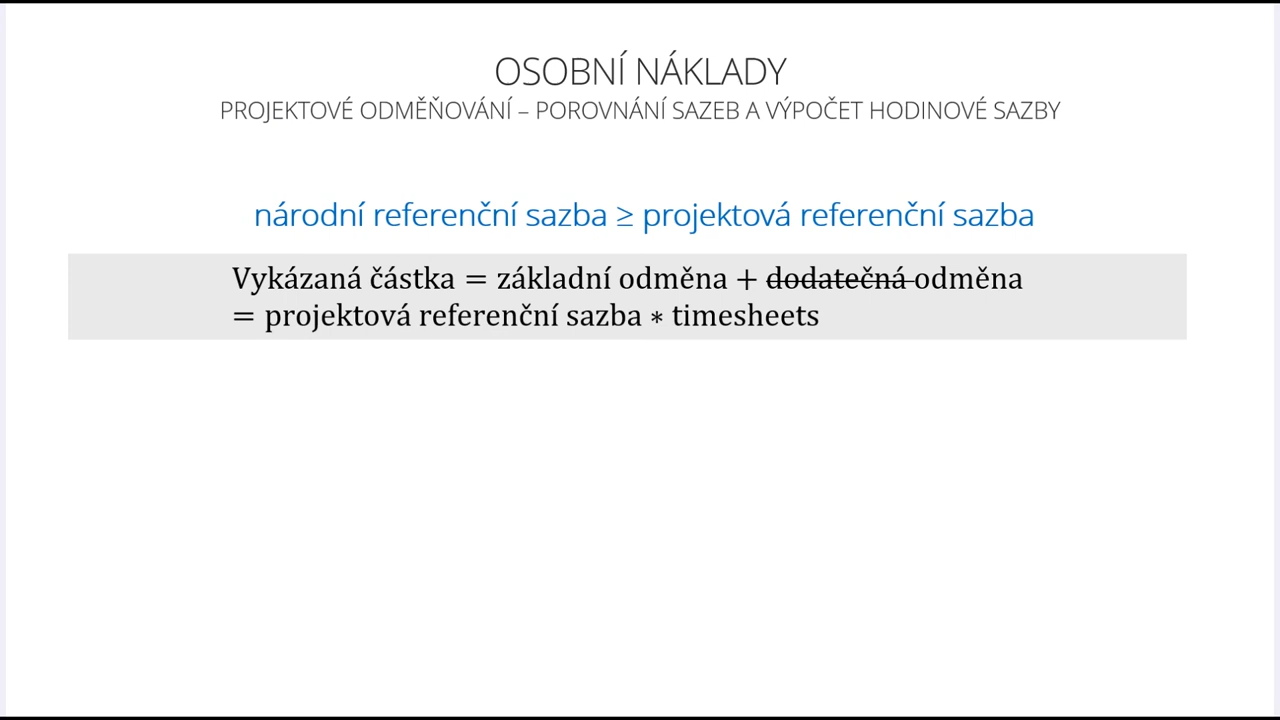 OSOBNÍ NÁKLADY
PROJEKTOVÉ ODMĚŇOVÁNÍ – POROVNÁNÍ SAZEB A VÝPOČET HODINOVÉ SAZBY
národní referenční sazba ≥ projektová referenční sazba
Vykázaná částka = základní odměna + dodatečná odměna
= projektová referenční sazba ∗ timesheets